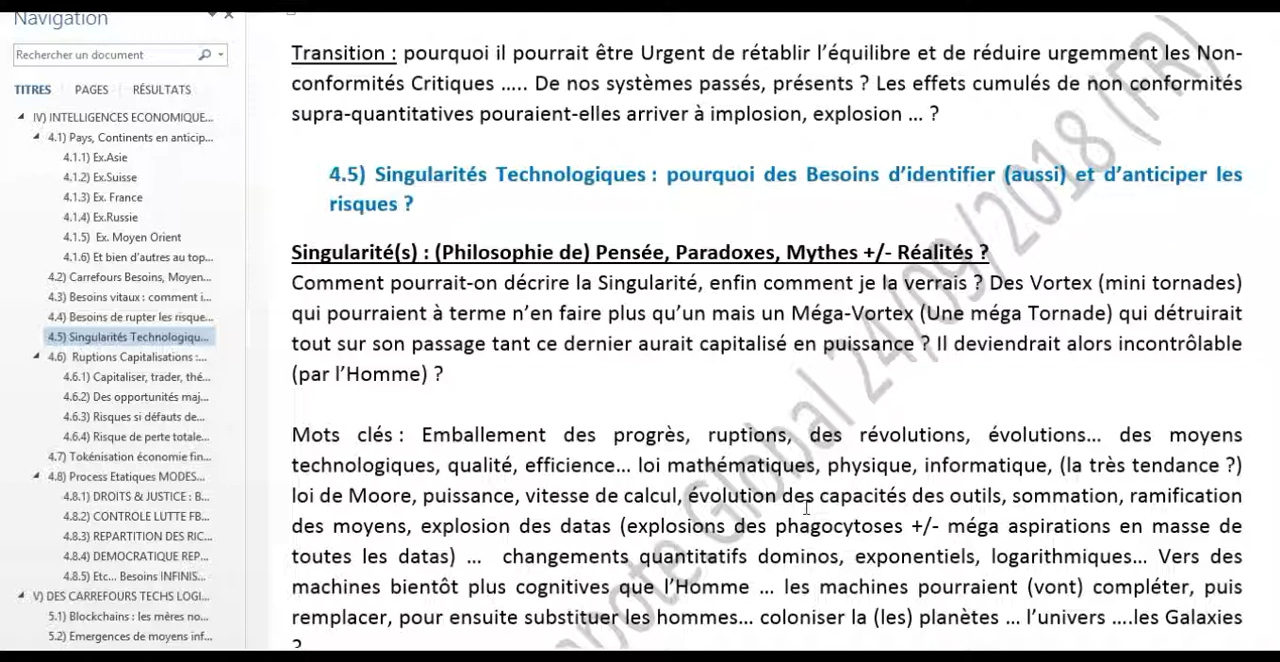 Navigation
Rechercher un document
TITRES PAGES RÉSULTATS
IV) INTELLIGENCES ECONOMIQUE...
4.1) Pays, Continents en anticip...
4.1.1) Ex.Asie
4.1.2) Ex.Suisse
4.1.3) Ex. France
4.1.4) Ex.Russie
4.1.5) Ex. Moyen Orient
4.1.6) Et bien d'autres au top...
4.2) Carrefours Besoins, Moyen...
4.3) Besoins vitaux : comment i...
4.4) Besoins de rupter les risque...
4.5) Singularités Technologiqu...
4.6) Ruptions Capitalisations :...
4.6.1) Capitaliser, trader, thé...
4.6.2) Des opportunités maj...
4.6.3) Risques si défauts de...
4.6.4) Risque de perte totale...
4.7) Tokénisation économie fin...
4.8) Process Etatiques MODES...
4.8.1) DROITS & JUSTICE : B...
4.8.2) CONTROLE LUTTE FB...
4.8.3) REPARTITION DES RIC...
4.8.4) DEMOCRATIQUE REP...
4.8.5) Etc... Besoins INFINIS...
V) DES CARREFOURS TECHS LOGI...
5.1) Blockchains : les mères no...
5.2) Emergences de moyens inf...
Transition : pourquoi il pourrait être Urgent de rétablir l'équilibre et de réduire urgemment les Non-
conformités Critiques ..... De nos systèmes passés, présents ? Les effets cumulés de non conformités
supra-quantitatives pouraient-elles arriver à implosion, explosion ... ?
4.5) Singularités Technologiques : pourquoi des Besoins d'identifier (aussi) et d'anticiper les
risques ?
Singularité(s) : (Philosophie de) Pensée, Paradoxes, Mythes +/- Réalités ?
Comment pourrait-on décrire la Singularité, enfin comment je la verrais ? Des Vortex (mini tornades)
qui pourraient à terme n'en faire plus qu'un mais un Méga-Vortex (Une méga Tornade) qui détruirait
tout sur son passage tant ce dernier aurait capitalisé en puissance ? Il deviendrait alors incontrôlable
(par l'Homme) ?
Mots clés : Emballement des progrès, ruptions, des révolutions, évolutions... des moyens
technologiques, qualité, efficience... loi mathématiques, physique, informatique, (la très tendance ?)
loi de Moore, puissance, vitesse de calcul, évolution des capacités des outils, sommation, ramification
des moyens, explosion des datas (explosions des phagocytoses +/- méga aspirations en masse de
toutes les datas) ... changements quantitatifs dominos, exponentiels, logarithmiques... Vers des
machines bientôt plus cognitives que l'Homme ... les machines pourraient (vont) compléter, puis
remplacer, pour ensuite substituer les hommes... coloniser la (les) planètes ... l'univers ....les Galaxies
?
Global 24/09/2018 (FR)